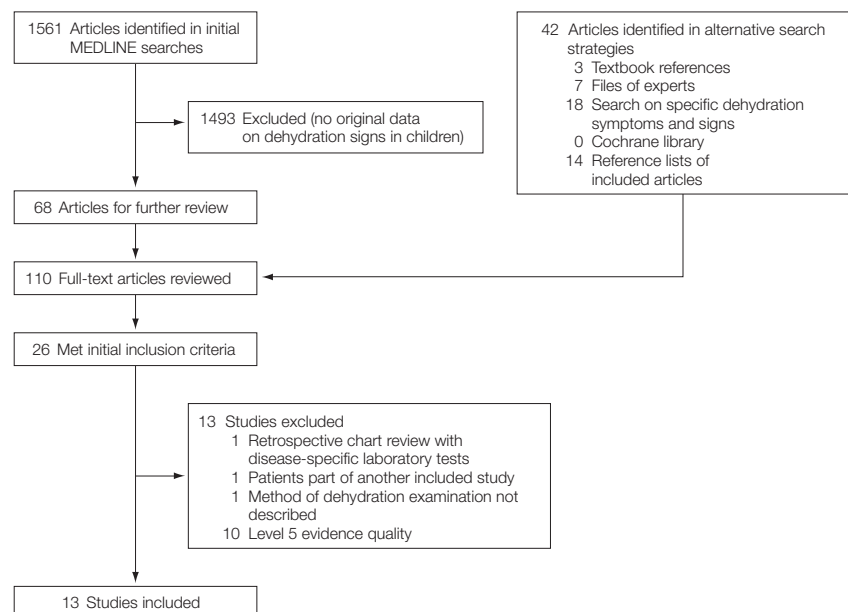 1561 Articles identified in initial
MEDLINE searches
42 Articles identified in alternative search
strategies
3 Textbook references
7 Files of experts
18 Search on specific dehydration
symptoms and signs
0 Cochrane library
14 Reference lists of
included articles
1493 Excluded (no original data
on dehydration signs in children)
68 Articles for further review
110 Full-text articles reviewed
26 Met initial inclusion criteria
13 Studies excluded
1 Retrospective chart review with
disease-specific laboratory tests
1 Patients part of another included study
1 Method of dehydration examination not
described
10 Level 5 evidence quality
13 Studies included